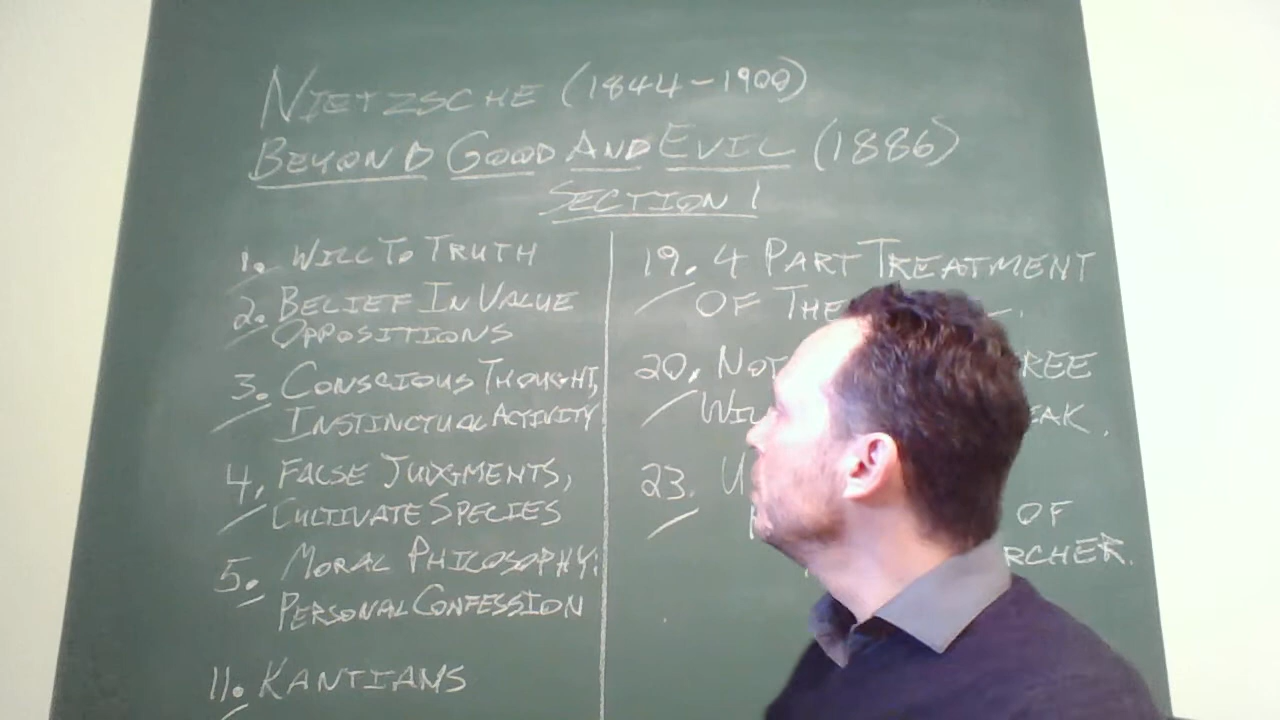 NIETZSCHE (1844-1900)
BEYOND GOOD AND EVIL (1886)
SECTION 1
1. WILL TO TRUTH
2. BELIEF IN VALUE
OPPOSITIONS
3. CONSCIOUS THOUGHT,
INSTINCTUAL ACTIVITY
4. FALSE JUDGMENTS,
CULTIVATE SPECIES
5. MORAL PHILOSOPHY:
PERSONAL CONFESSION
11. KANTIANS
19. 4 PART TREATMENT
OF THE
20. NOT REE
WIL EAK.
23. U
OF
RCHER.